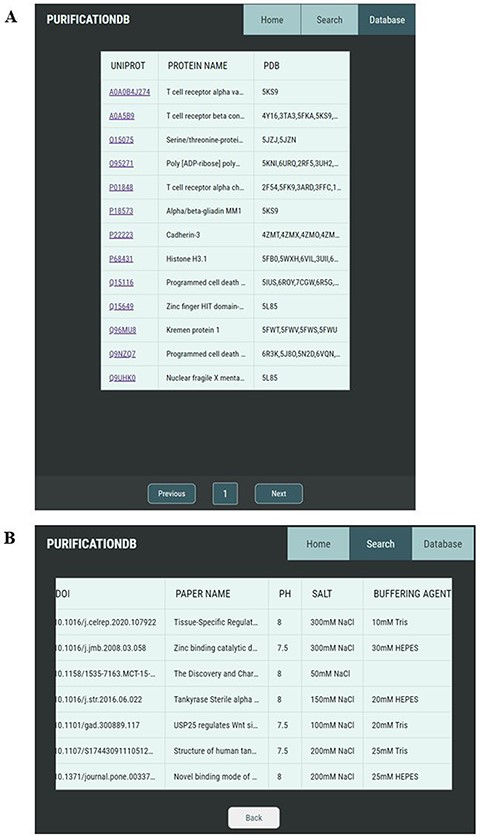 A
PURIFICATIONDB Home Search Database
UNIPROT PROTEIN NAME PDB
A0A0B4J274 T cell receptor alpha va... 5KS9
A0A5B9 T cell receptor beta con... 4Y16,3TA3,5FKA,5KS9,...
O15075 Serine/threonine-protei... 5JZJ,5JZN
O95271 Poly [ADP-ribose] poly... 5KNI,6URQ,2RF5,3UH2,...
P01848 T cell receptor alpha ch... 2F54,5FK9,3ARD,3FFC,1...
P18573 Alpha/beta-gliadin MM1 5KS9
P22223 Cadherin-3 4ZMT,4ZMX,4ZMO,4ZM...
P68431 Histone H3.1 5FB0,5WXH,6VIL,3UII,6...
Q15116 Programmed cell death ... 5IUS,6ROY,7CGW,6R5G,...
Q15649 Zinc finger HIT domain-... 5L85
Q96MU8 Kremen protein 1 5FWT,5FWV,5FWS,5FWU
Q9NZQ7 Programmed cell death ... 6R3K,5J8O,5N2D,6VQN,...
Q9UHK0 Nuclear fragile X menta... 5L85
Previous 1 Next
B
PURIFICATIONDB Home Search Database
DOI PAPER NAME PH SALT BUFFERING AGENT
10.1016/j.celrep.2020.107922 Tissue-Specific Regulat... 8 300mM NaCl 10mM Tris
10.1016/j.jmb.2008.03.058 Zinc binding catalytic d... 7.5 300mM NaCl 30mM HEPES
10.1158/1535-7163.MCT-15-... The Discovery and Char... 8 50mM NaCl
10.1016/j.str.2016.06.022 Tankyrase Sterile alpha ... 8 150mM NaCl 20mM HEPES
10.1101/gad.300889.117 USP25 regulates Wnt si... 7.5 100mM NaCl 20mM Tris
10.1107/S17443091110512... Structure of human tan... 7.5 200mM NaCl 25mM Tris
10.1371/journal.pone.00337... Novel binding mode of ... 8 200mM NaCl 25mM HEPES
Back